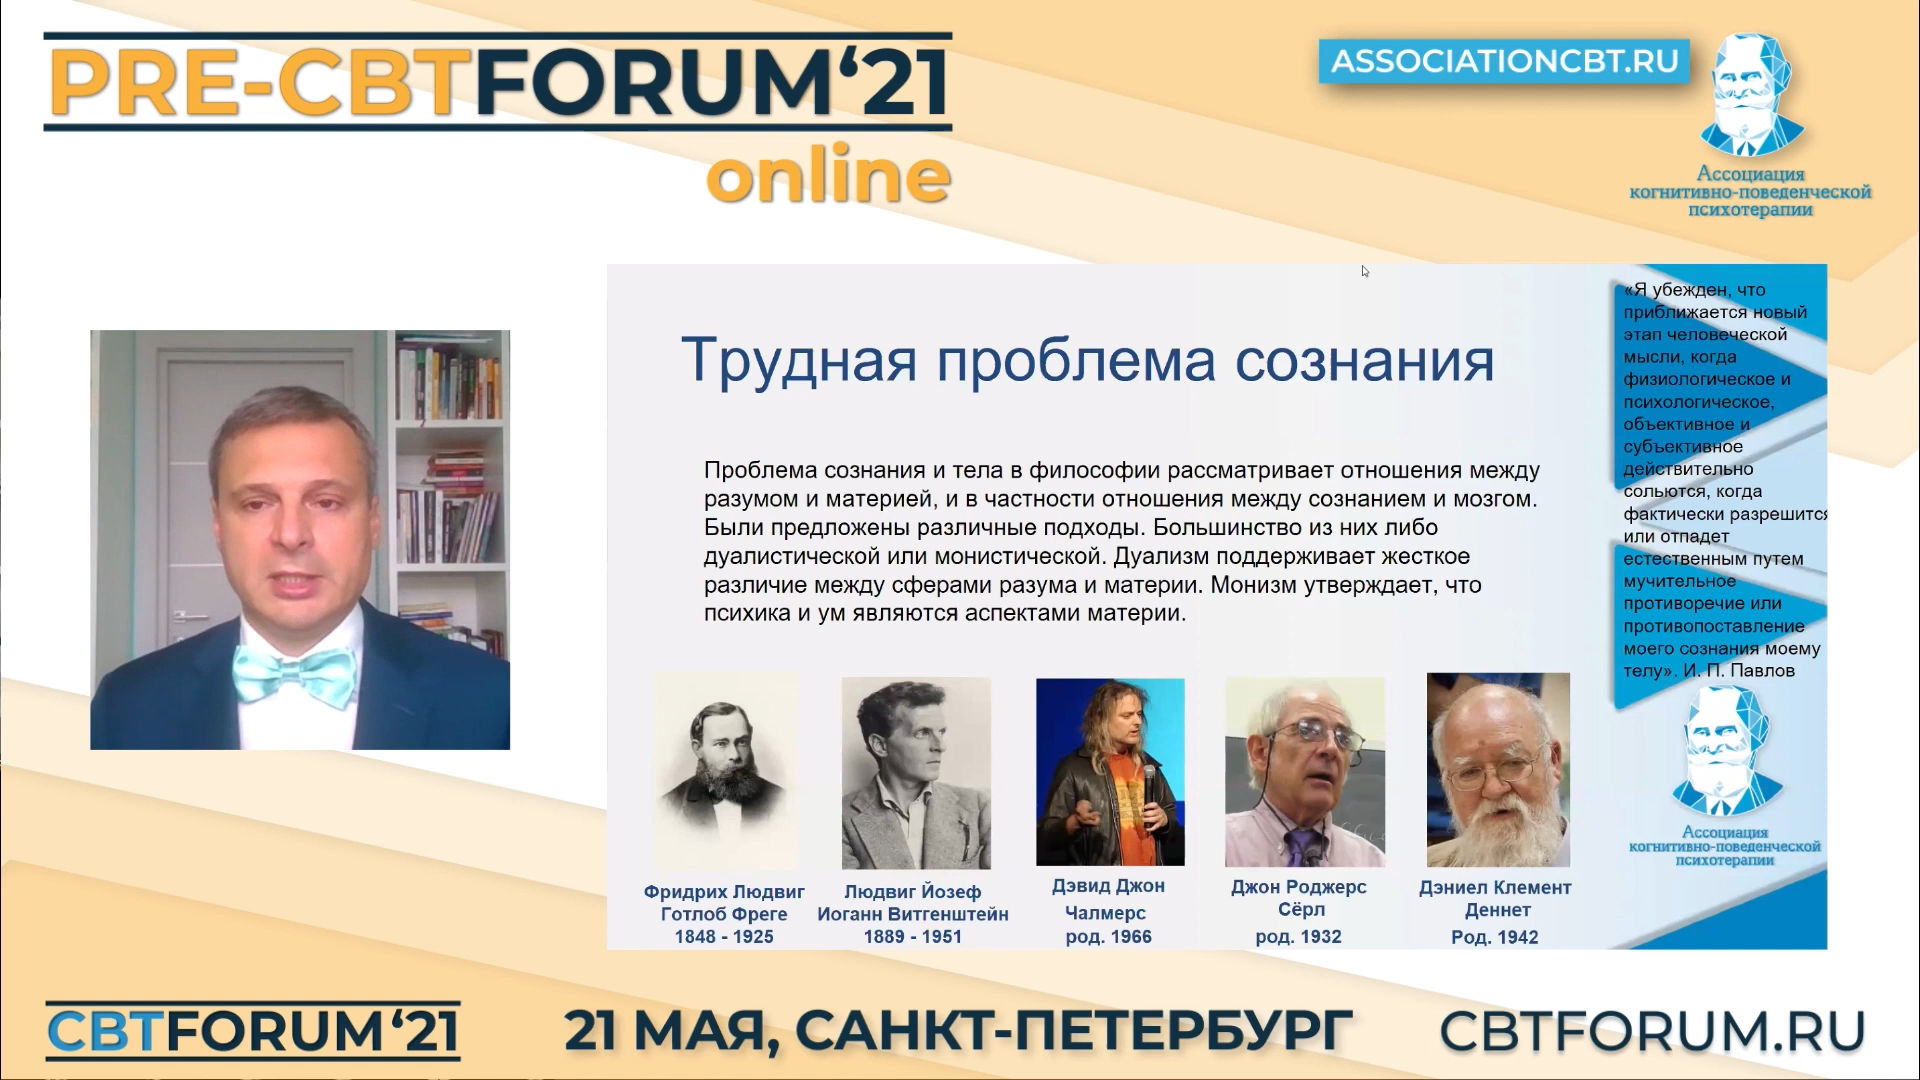 PRE-CBTFORUM‘21
online
ASSOCIATIONCBT.RU
Ассоциация
когнитивно-поведенческой
психотерапии
Трудная проблема сознания
Проблема сознания и тела в философии рассматривает отношения между
разумом и материей, и в частности отношения между сознанием и мозгом.
Были предложены различные подходы. Большинство из них либо
дуалистической или монистической. Дуализм поддерживает жесткое
различие между сферами разума и материи. Монизм утверждает, что
психика и ум являются аспектами материи.
«Я убежден, что
приближается новый
этап человеческой
мысли, когда
физиологическое и
психологическое,
объективное и
субъективное
действительно
сольются, когда
фактически разрешится
или отпадет
естественным путем
мучительное
противоречие или
противопоставление
моего сознания моему
телу». И. П. Павлов
Ассоциация
когнитивно-поведенческой
психотерапии
Фридрих Людвиг
Готлоб Фреге
1848 - 1925
Людвиг Йозеф
Иоганн Витгенштейн
1889 - 1951
Дэвид Джон
Чалмерс
род. 1966
Джон Роджерс
Сёрл
род. 1932
Дэниел Клемент
Деннет
Род. 1942
CBTFORUM‘21
21 МАЯ, САНКТ-ПЕТЕРБУРГ
CBTFORUM.RU